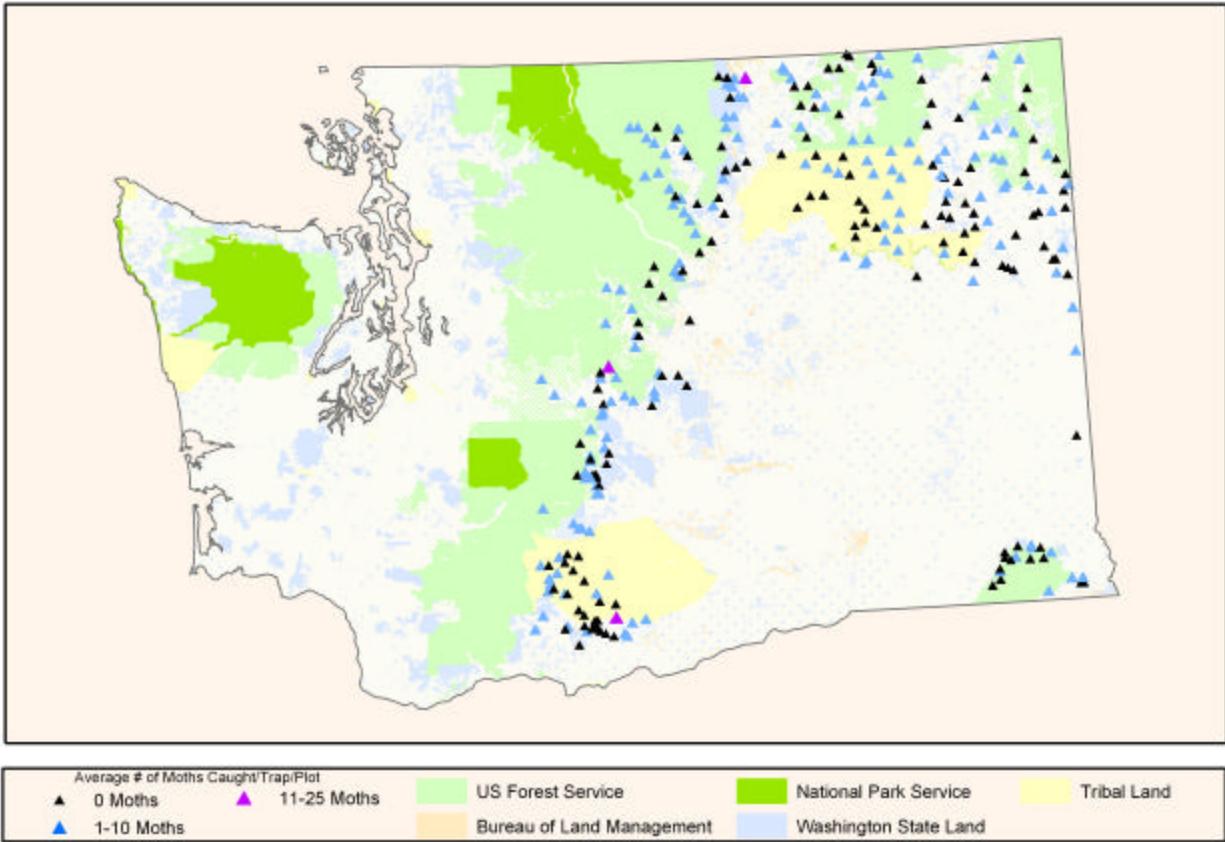 Average # of Moths Caught/Trap/Plot
0 Moths
11-25 Moths
1-10 Moths
US Forest Service
Bureau of Land Management
National Park Service
Washington State Land
Tribal Land